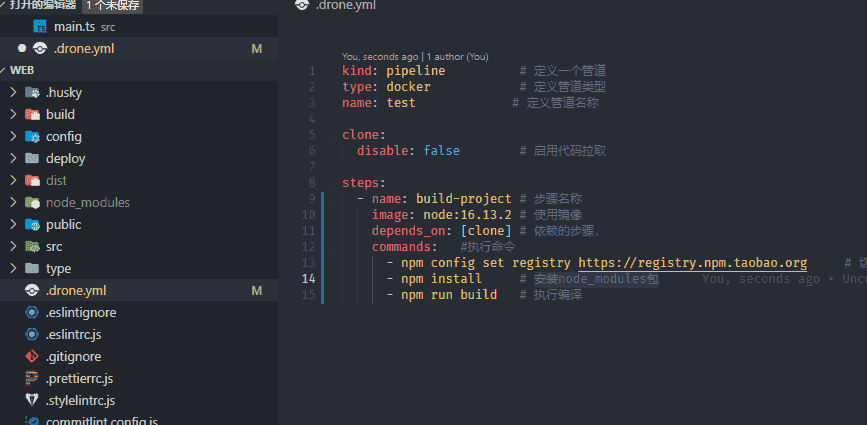 打开的编辑器 1 个未保存
main.ts src
.drone.yml M
WEB
.husky
build
config
deploy
dist
node_modules
public
src
type
.drone.yml M
.eslintignore
.eslintrc.js
.gitignore
.prettierrc.js
.stylelintrc.js
commitlint.config.js
.drone.yml
You, seconds ago | 1 author (You)
1 kind: pipeline # 定义一个管道
2 type: docker # 定义管道类型
3 name: test # 定义管道名称
4
5 clone:
6 disable: false # 启用代码拉取
7
8 steps:
9 - name: build-project # 步骤名称
10 image: node:16.13.2 # 使用镜像
11 depends_on: [clone] # 依赖的步骤,
12 commands: #执行命令
13 - npm config set registry https://registry.npm.taobao.org #
14 - npm install # 安装node_modules包 You, seconds ago • Unco
15 - npm run build # 执行编译